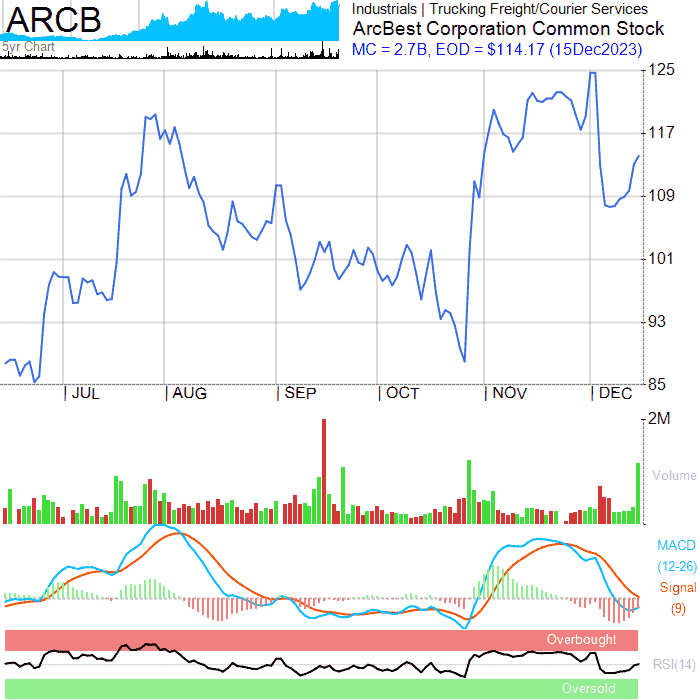 ARCB
5yr Chart
Industrials | Trucking Freight/Courier Services
ArcBest Corporation Common Stock
MC = 2.7B, EOD = $114.17 (15Dec2023)
125
117
109
101
93
85
JUL
AUG
SEP
OCT
NOV
DEC
2M
Volume
MACD
(12-26)
Signal
(9)
Overbought
RSI(14)
Oversold